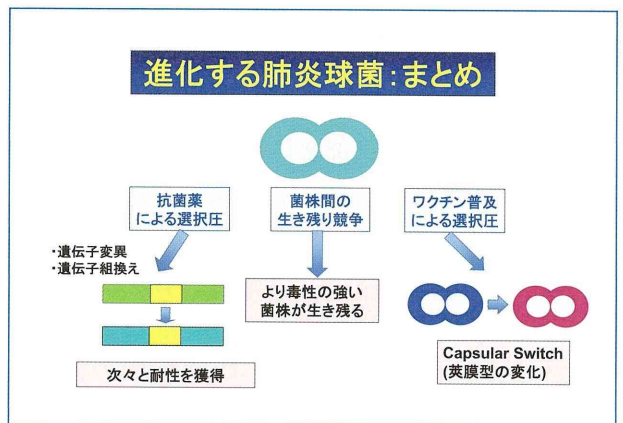 進化する肺炎球菌：まとめ
抗菌薬
による選択圧
菌株間の
生き残り競争
ワクチン普及
による選択圧
・遺伝子変異
・遺伝子組換え
より毒性の強い
菌株が生き残る
次々と耐性を獲得
Capsular Switch
(莢膜型の変化)